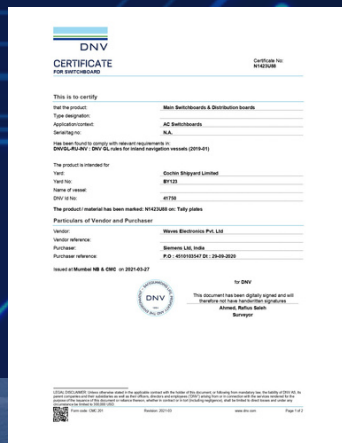 DNV
CERTIFICATE
FOR SWITCHBOARD
Certificate No:
N1423U88
This is to certify
that the product: Main Switchboards & Distribution boards
Type designation:
Application/context: AC Switchboards
Serial/tag no: N.A.
Has been found to comply with relevant requirements in:
DNVGL-RU-INV : DNV GL rules for inland navigation vessels (2019-01)
The product is intended for
Yard: Cochin Shipyard Limited
Yard No: BY123
Name of vessel:
DNV Id No: 41750
The product / material has been marked: N1423U88 on: Tally plates
Particulars of Vendor and Purchaser
Vendor: Waves Electronics Pvt. Ltd
Vendor reference:
Purchaser: Siemens Ltd, India
Purchaser reference: P.O : 4510103547 Dt : 29-09-2020
Issued at Mumbai NB & CMC on 2021-03-27
for DNV
DNV
This document has been digitally signed and will
therefore not have handwritten signatures
Ahmed, Reftus Saleh
Surveyor
Form code: CMC 301 Revision: 2021-03 www.dnv.com Page 1 of 2